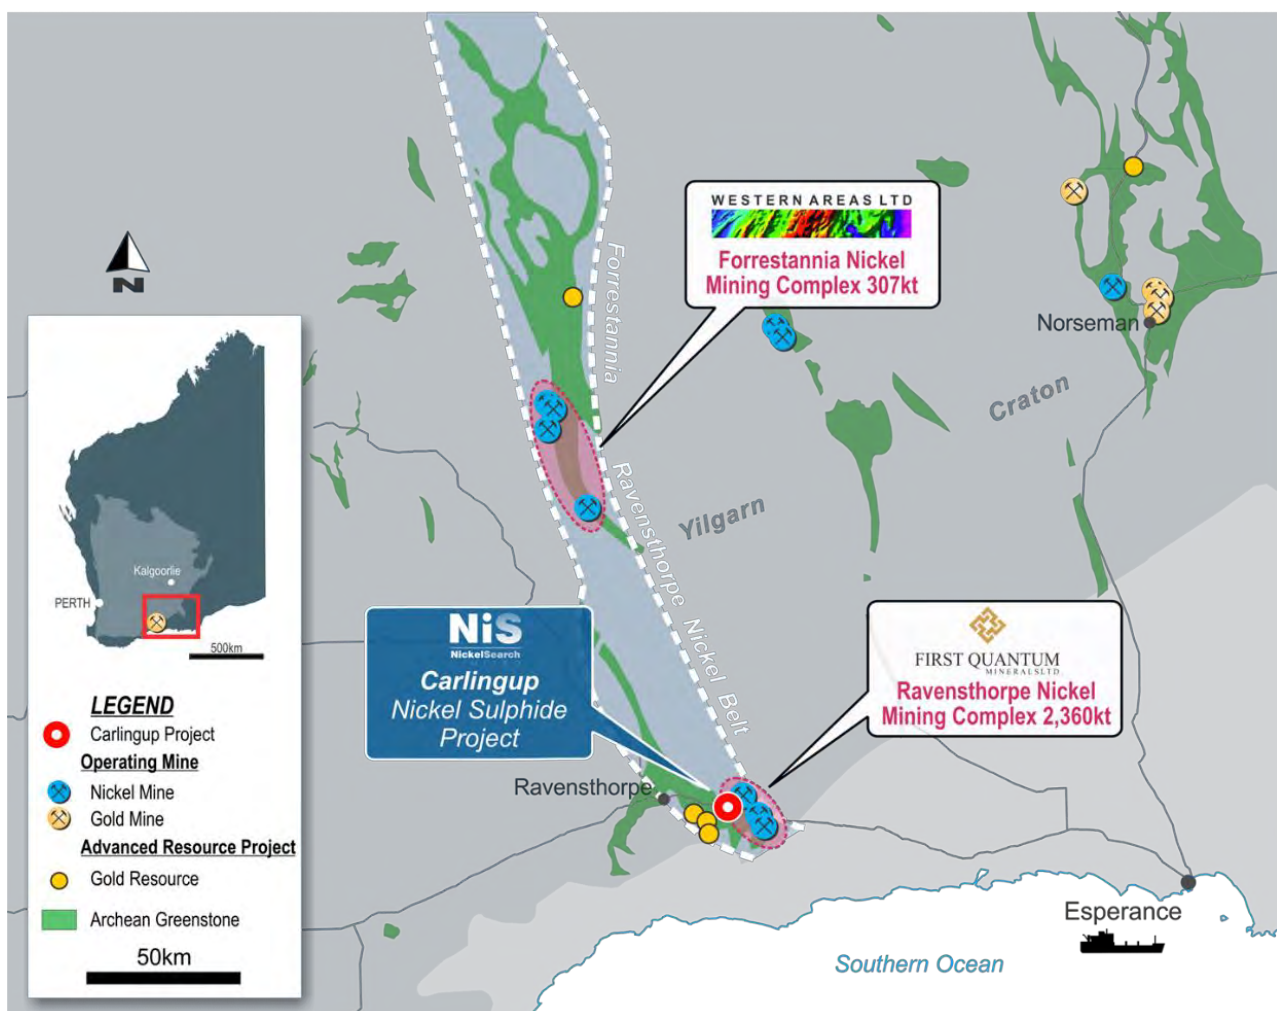 WESTERN AREAS LTD
Forrestannia Nickel
Mining Complex 307kt
Forrestannia
Ravensthorpe Nickel Belt
Norseman
Craton
Yilgarn
N
Kalgoorlie
PERTH
500km
LEGEND
Carlingup Project
Operating Mine
Nickel Mine
Gold Mine
Advanced Resource Project
Gold Resource
Archean Greenstone
50km
NiS
NickelSearch
Carlingup
Nickel Sulphide
Project
FIRST QUANTUM
MINERALSLTD
Ravensthorpe Nickel
Mining Complex 2,360kt
Ravensthorpe
Esperance
Southern Ocean